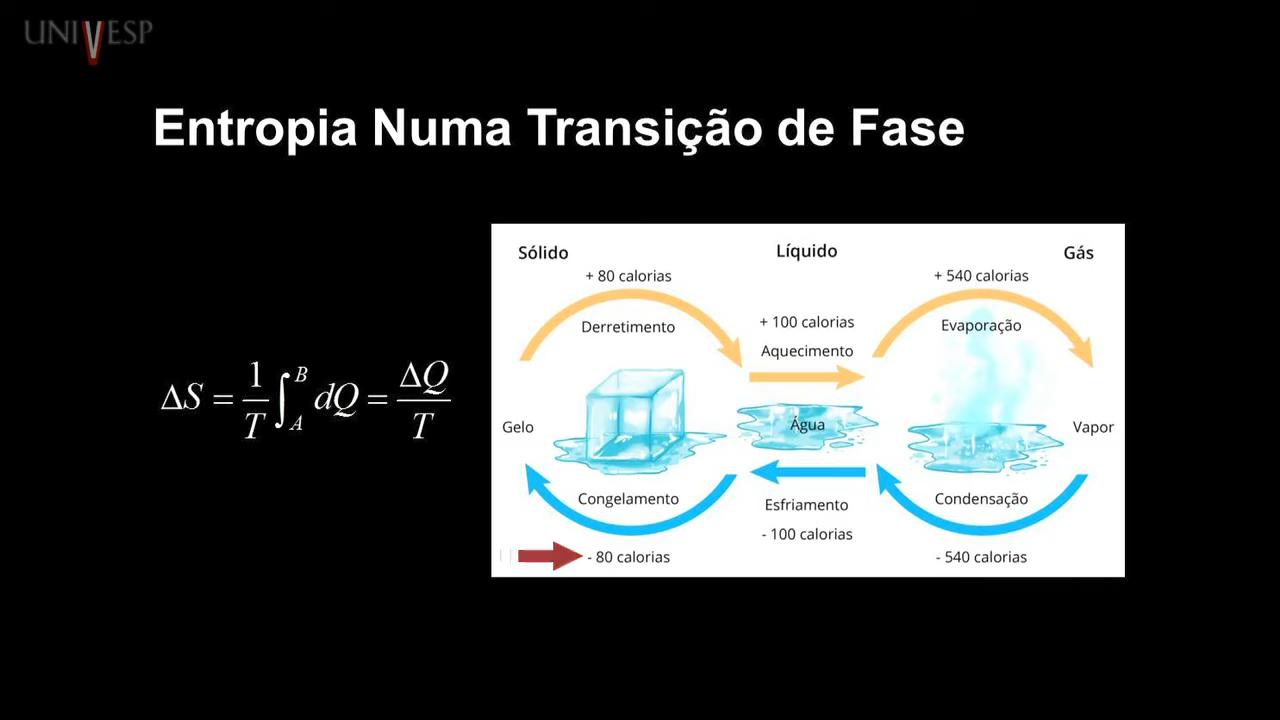 UNIVESP
Entropia Numa Transição de Fase
ΔS = 1/T ∫_A^B dQ = ΔQ/T
Sólido
Líquido
Gás
+ 80 calorias
+ 540 calorias
Derretimento
+ 100 calorias
Evaporação
Aquecimento
Gelo
Água
Vapor
Congelamento
Esfriamento
Condensação
- 100 calorias
- 80 calorias
- 540 calorias